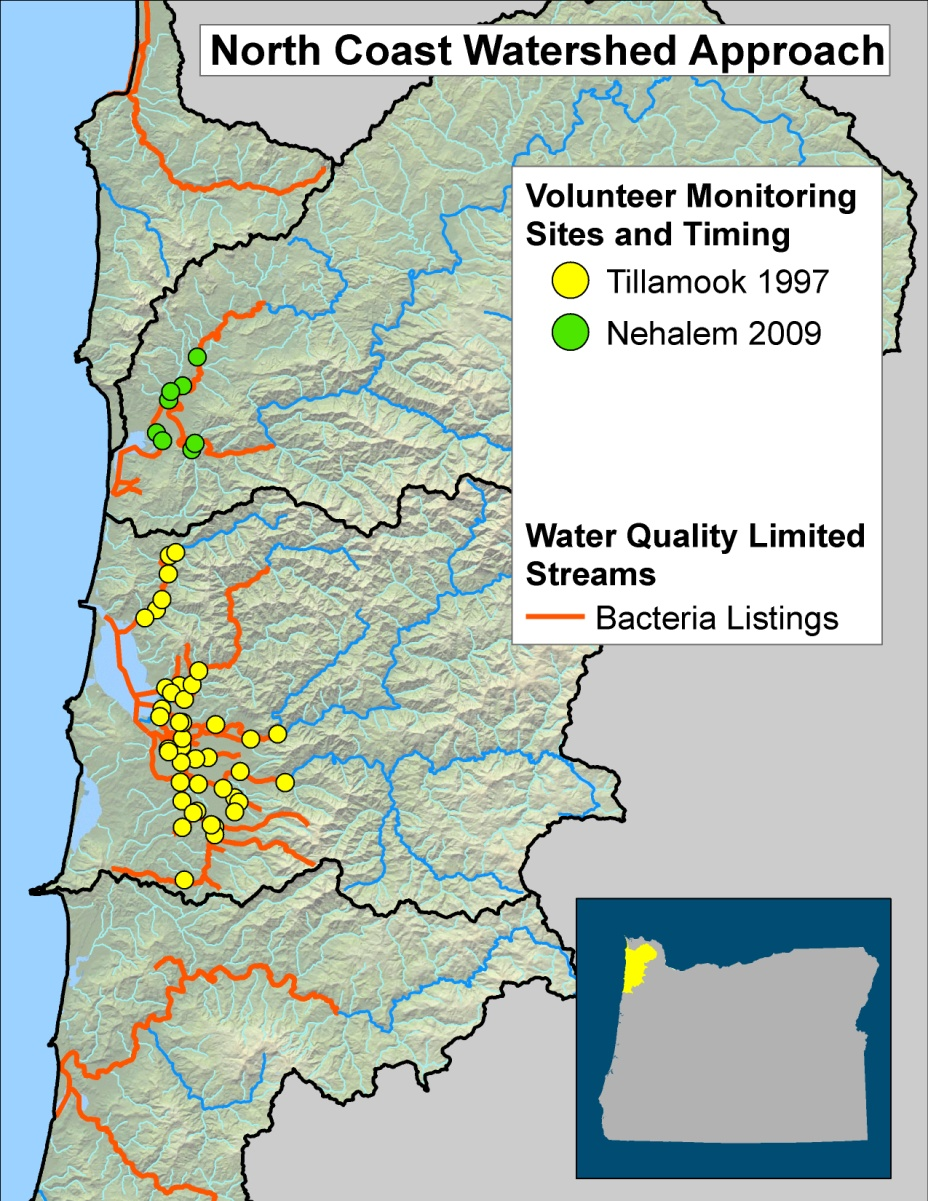 North Coast Watershed Approach
Volunteer Monitoring
Sites and Timing
Tillamook 1997
Nehalem 2009
Water Quality Limited
Streams
Bacteria Listings